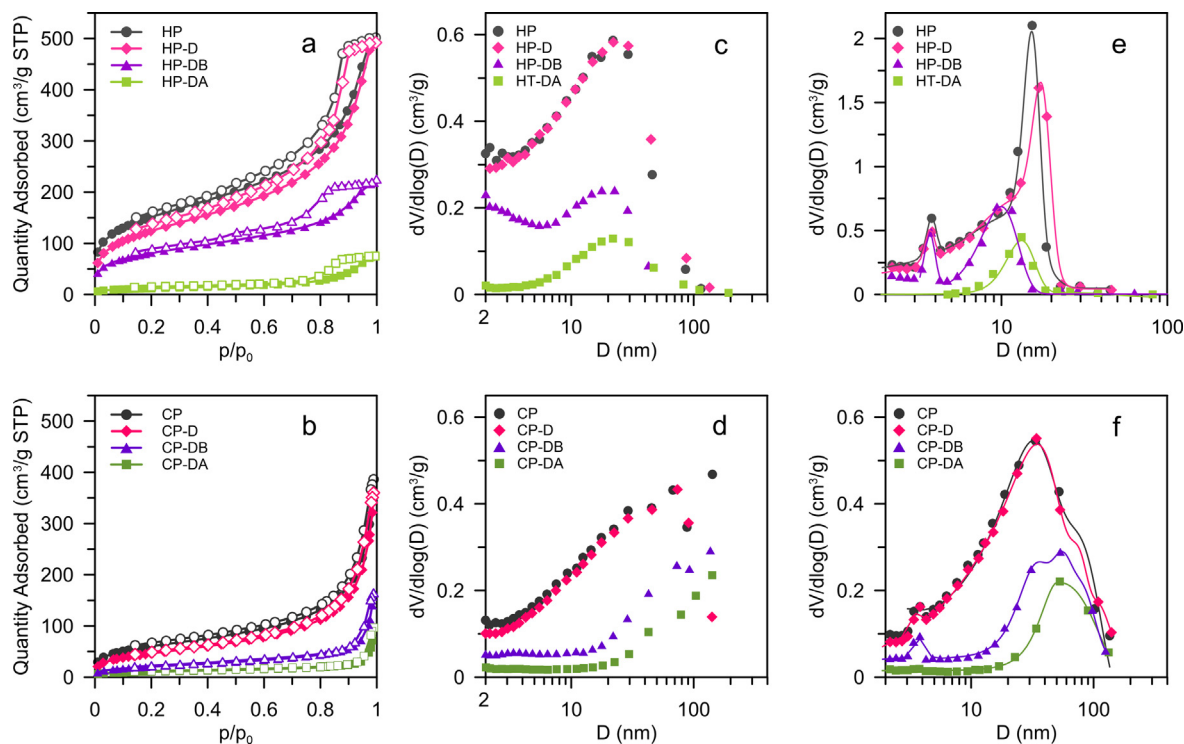 a
HP
HP-D
HP-DB
HP-DA
Quantity Adsorbed (cm³/g STP)
500
400
300
200
100
0
0 0.2 0.4 0.6 0.8 1
p/p₀
c
HP
HP-D
HP-DB
HT-DA
dV/dlog(D) (cm³/g)
0.6
0.4
0.2
0.0
2 10 100
D (nm)
e
HP
HP-D
HP-DB
HT-DA
dV/dlog(D) (cm³/g)
2
1.5
1
0.5
0
10 100
D (nm)
b
CP
CP-D
CP-DB
CP-DA
Quantity Adsorbed (cm³/g STP)
500
400
300
200
100
0
0 0.2 0.4 0.6 0.8 1
p/p₀
d
CP
CP-D
CP-DB
CP-DA
dV/dlog(D) (cm³/g)
0.6
0.4
0.2
0
2 10 100
D (nm)
f
CP
CP-D
CP-DB
CP-DA
dV/dlog(D) (cm³/g)
0.6
0.4
0.2
0
10 100
D (nm)